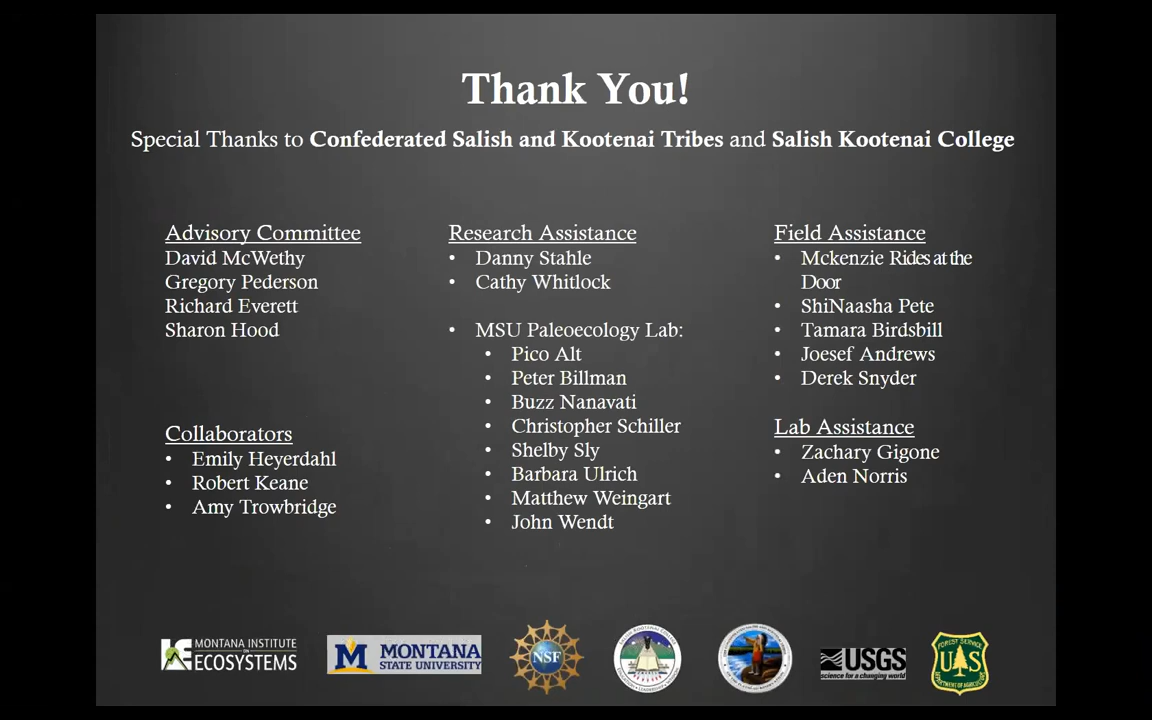 Thank You!
Special Thanks to Confederated Salish and Kootenai Tribes and Salish Kootenai College
Advisory Committee
David McWethy
Gregory Pederson
Richard Everett
Sharon Hood
Collaborators
• Emily Heyerdahl
• Robert Keane
• Amy Trowbridge
Research Assistance
• Danny Stahle
• Cathy Whitlock
• MSU Paleoecology Lab:
• Pico Alt
• Peter Billman
• Buzz Nanavati
• Christopher Schiller
• Shelby Sly
• Barbara Ulrich
• Matthew Weingart
• John Wendt
Field Assistance
• Mckenzie Rides at the
Door
• ShiNaasha Pete
• Tamara Birdsbill
• Joesef Andrews
• Derek Snyder
Lab Assistance
• Zachary Gigone
• Aden Norris
MONTANA INSTITUTE
ON
ECOSYSTEMS
M MONTANA
STATE UNIVERSITY
NSF
USGS
science for a changing world
FOREST SERVICE
U S
DEPARTMENT OF AGRICULTURE